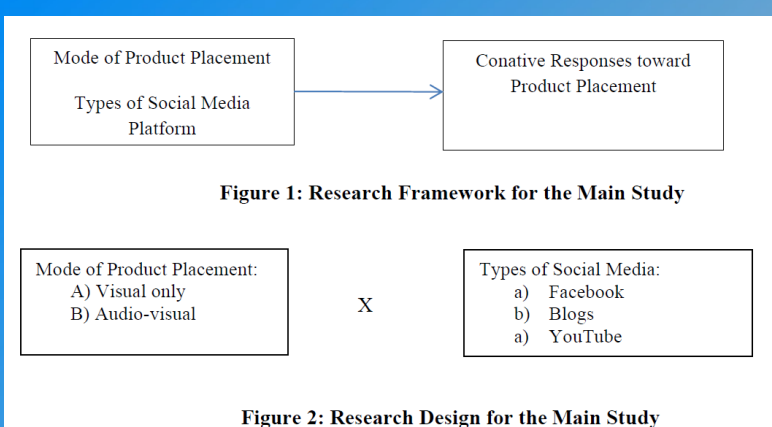 Mode of Product Placement
Types of Social Media
Platform
Conative Responses toward
Product Placement
Figure 1: Research Framework for the Main Study
Mode of Product Placement:
A) Visual only
B) Audio-visual
X
Types of Social Media:
a) Facebook
b) Blogs
a) YouTube
Figure 2: Research Design for the Main Study